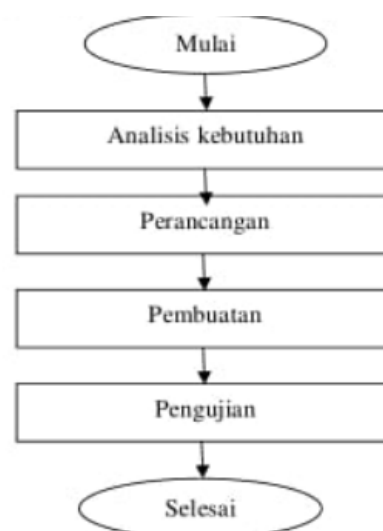 Mulai
Analisis kebutuhan
Perancangan
Pembuatan
Pengujian
Selesai